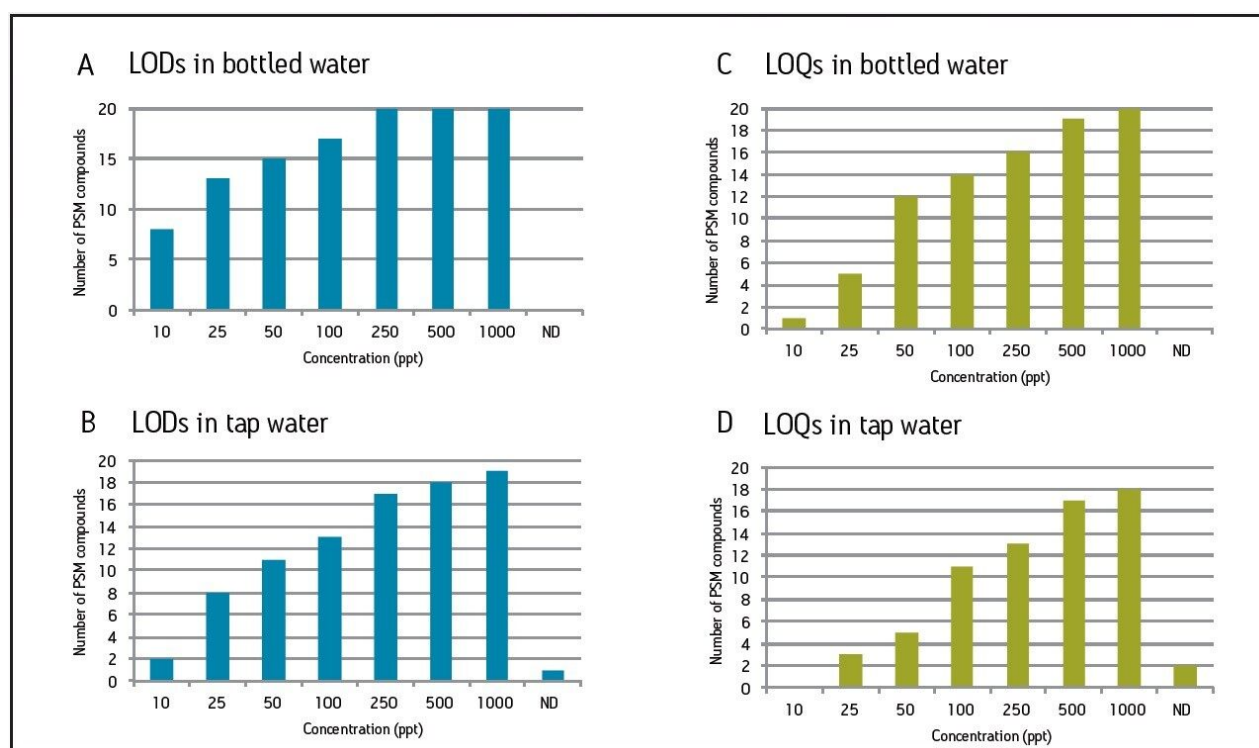 A LODs in bottled water
Number of PSM compounds
20
15
10
5
0
10 25 50 100 250 500 1000 ND
Concentration (ppt)
B LODs in tap water
Number of PSM compounds
20
18
16
14
12
10
8
6
4
2
0
10 25 50 100 250 500 1000 ND
Concentration (ppt)
C LOQs in bottled water
Number of PSM compounds
20
18
16
14
12
10
8
6
4
2
0
10 25 50 100 250 500 1000 ND
Concentration (ppt)
D LOQs in tap water
Number of PSM compounds
20
18
16
14
12
10
8
6
4
2
0
10 25 50 100 250 500 1000 ND
Concentration (ppt)